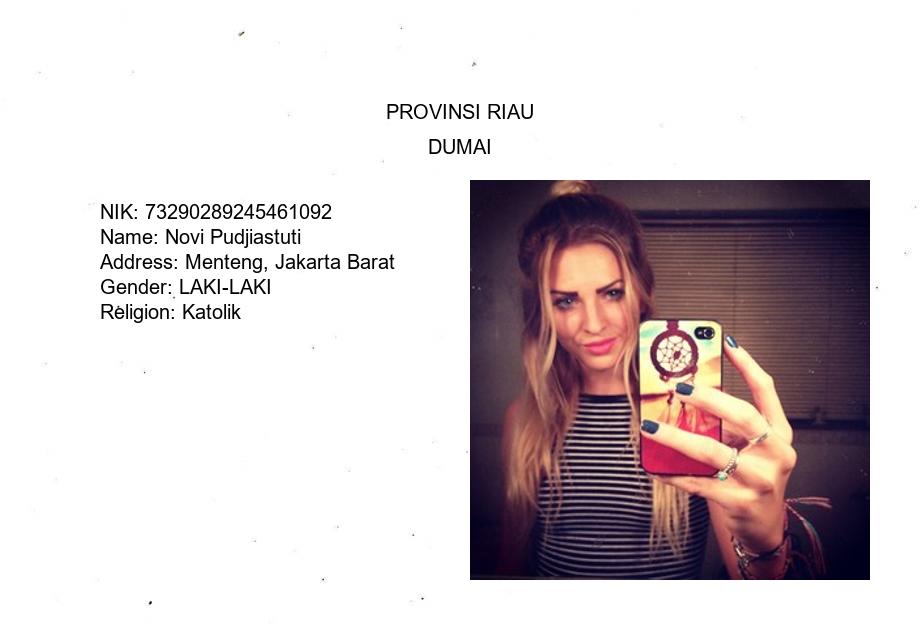 PROVINSI RIAU
DUMAI
NIK: 73290289245461092
Name: Novi Pudjiastuti
Address: Menteng, Jakarta Barat
Gender: LAKI-LAKI
Religion: Katolik